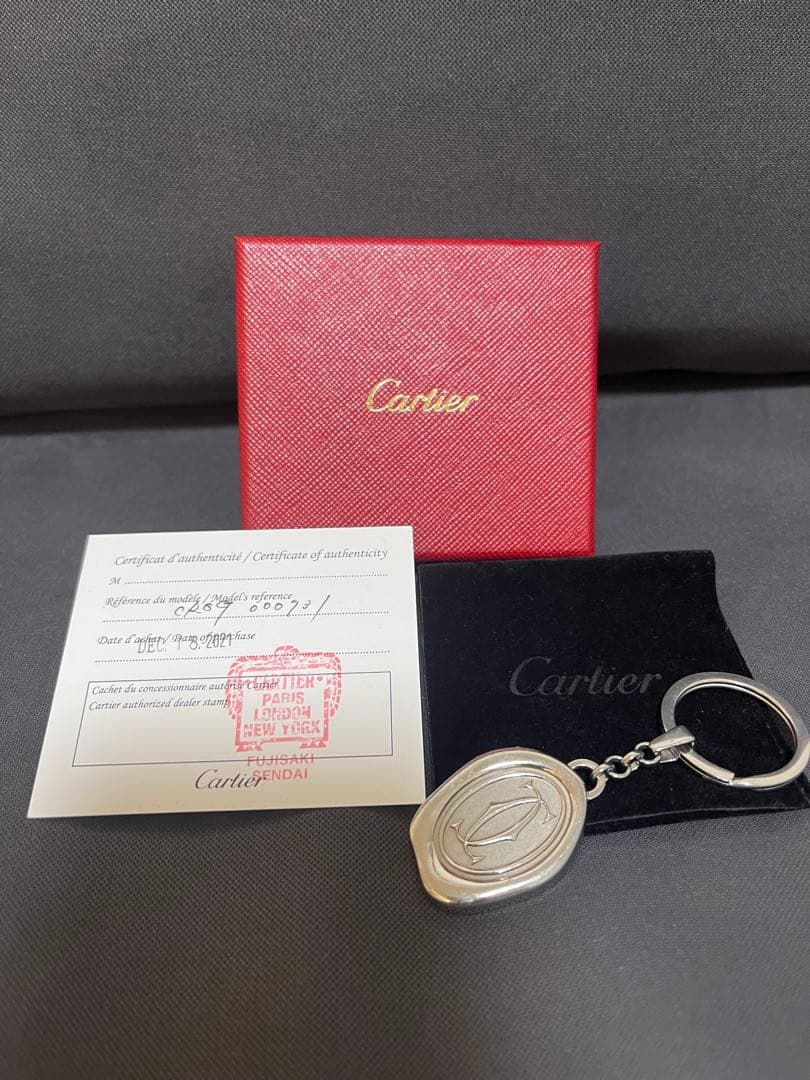 Cartier
Certificat d'authenticité / Certificate of authenticity
M
Référence du modèle / Model's reference
Date d'achat / Date of purchase
DEC. 18. 2021
Cachet du concessionnaire autorisé Cartier
Cartier authorized dealer stamp
CARTIER
PARIS
LONDON
NEW YORK
FUJISAKI
SENDAI
Cartier
Cartier